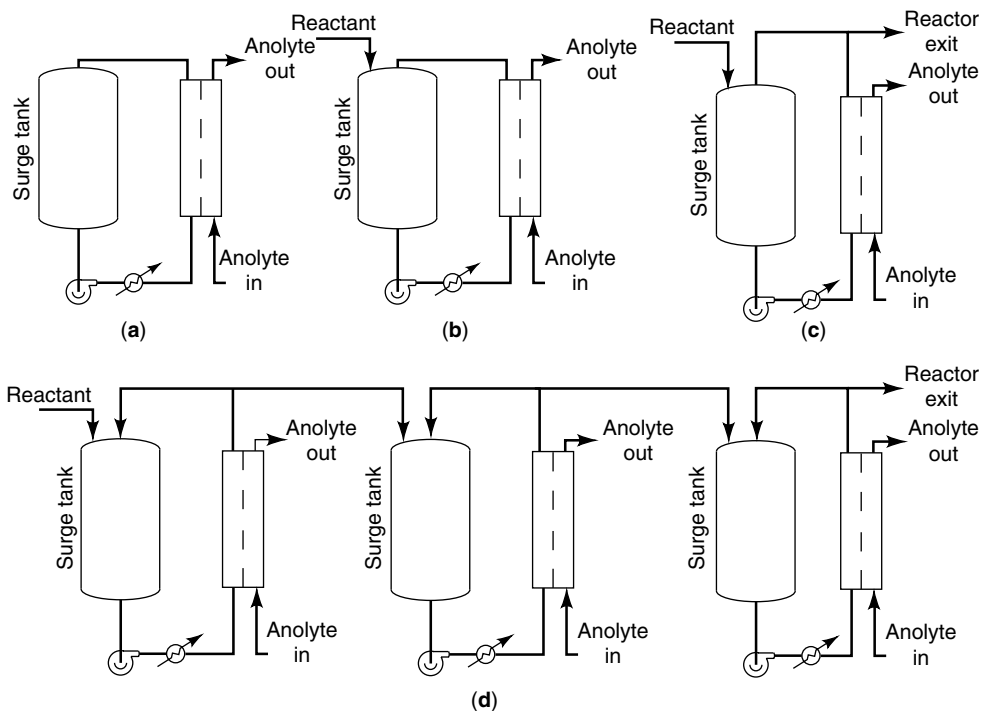 Surge tank
Anolyte
out
Anolyte
in
(a)
Reactant
Surge tank
Anolyte
out
Anolyte
in
(b)
Reactant
Surge tank
Reactor
exit
Anolyte
out
Anolyte
in
(c)
Reactant
Surge tank
Anolyte
out
Anolyte
in
Surge tank
Anolyte
out
Anolyte
in
Surge tank
Reactor
exit
Anolyte
out
Anolyte
in
(d)